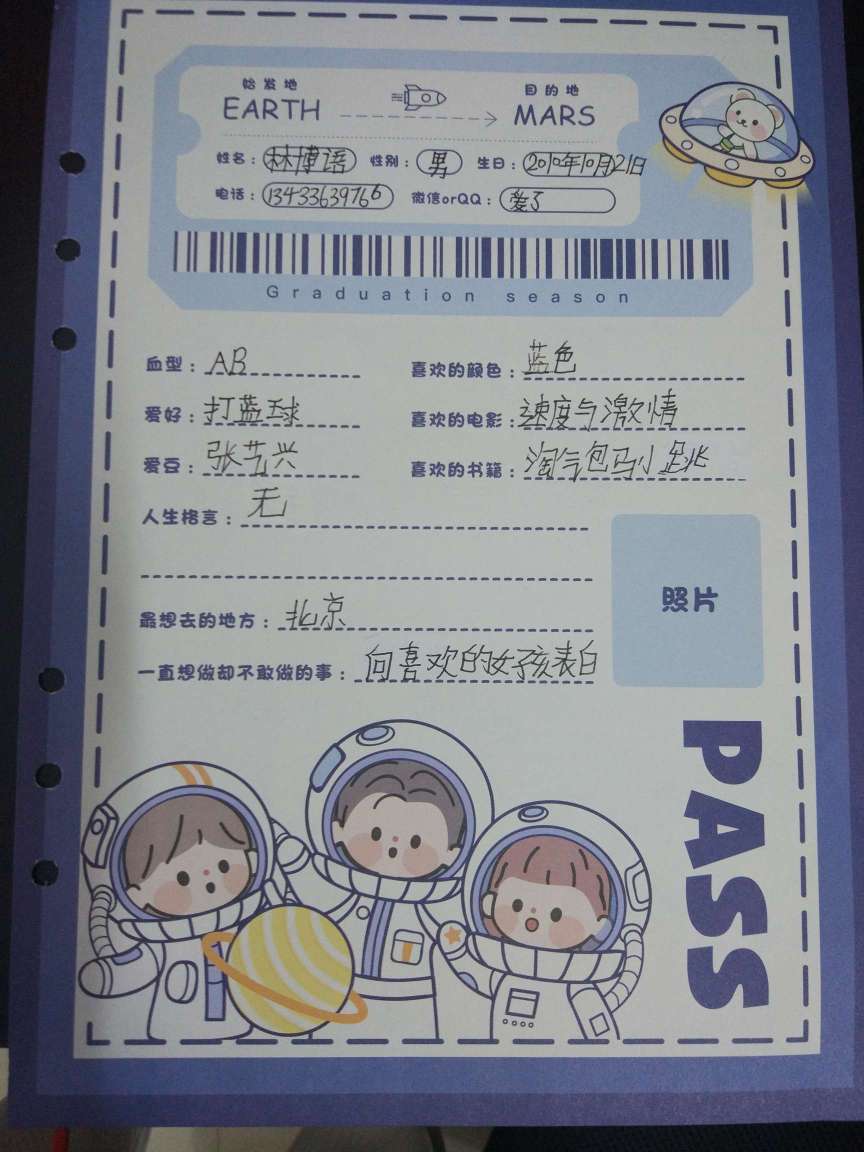 始发地 目的地
EARTH MARS
姓名：林博语 性别：男 生日：2010年10月21日
电话：13433639766 微信orQQ：爱了
Graduation season
血型：AB 喜欢的颜色：蓝色
爱好：打蓝球 喜欢的电影：速度与激情
爱豆：张艺兴 喜欢的书籍：淘气包马小跳
人生格言：无
照片
最想去的地方：北京
一直想做却不敢做的事：向喜欢的女孩表白
PASS